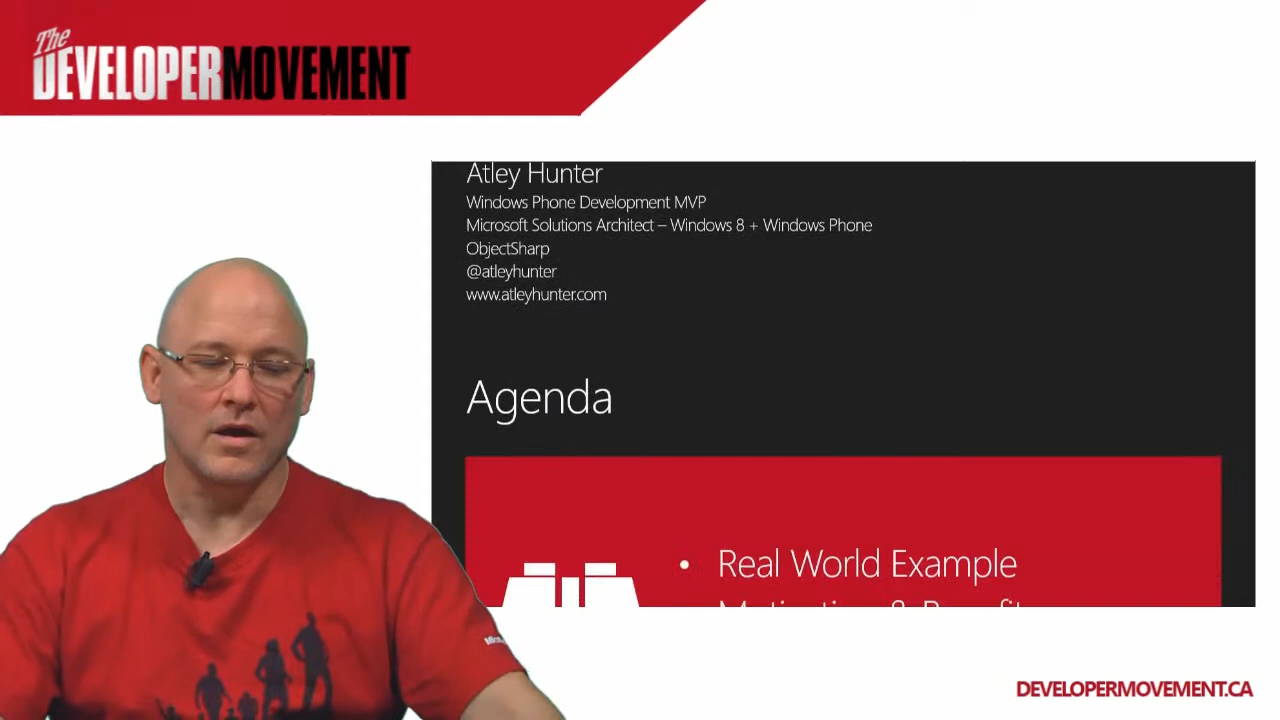 The
DEVELOPERMOVEMENT
Atley Hunter
Windows Phone Development MVP
Microsoft Solutions Architect – Windows 8 + Windows Phone
ObjectSharp
@atleyhunter
www.atleyhunter.com
Agenda
• Real World Example
DEVELOPERMOVEMENT.CA